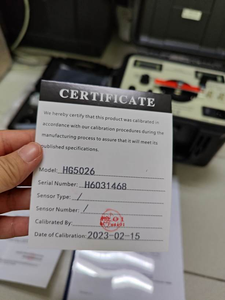 CERTIFICATE
We hereby certify that this product was calibrated in
accordance with our calibration procedures during the
manufacturing process to assure that it will meet its
published specifications.
Model: HG5026
Serial Number: H6031468
Sensor Type: /
Sensor Number: /
Calibrated By:
Date of Calibration: 2023-02-15